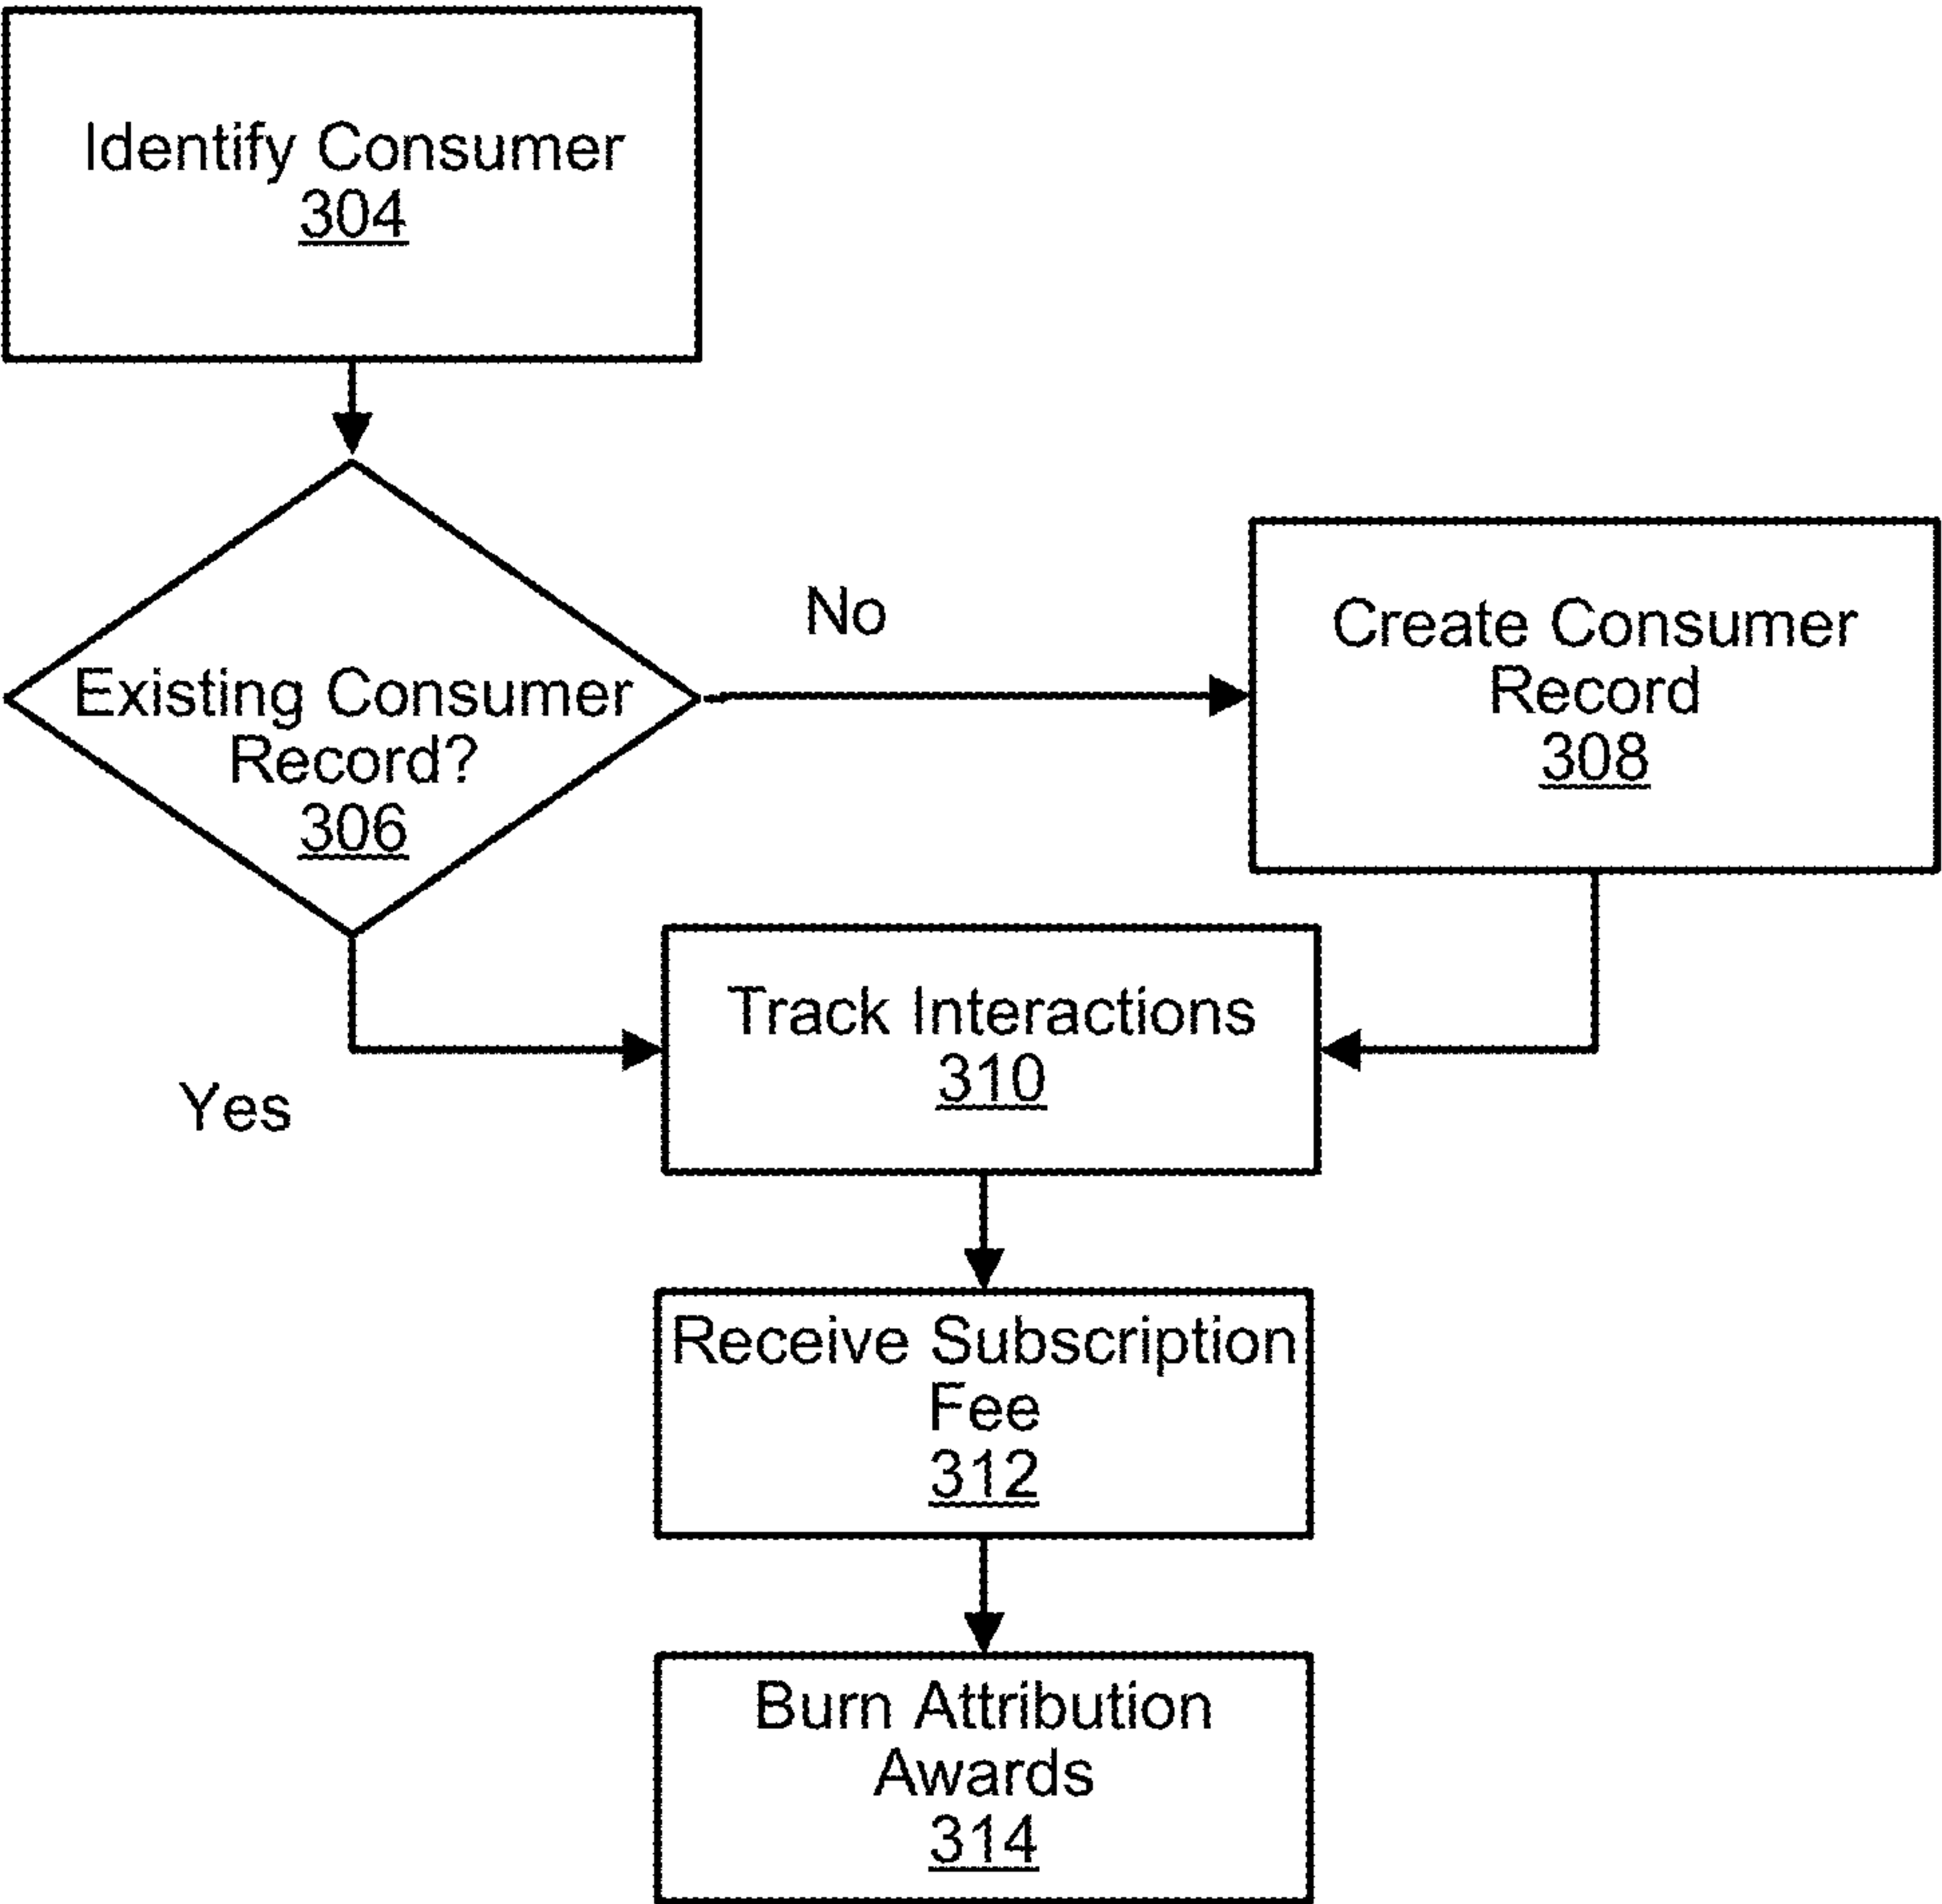 Identify Consumer
304
No
Existing Consumer
Record?
306
Create Consumer
Record
308
Yes
Track Interactions
310
Receive Subscription
Fee
312
Burn Attribution
Awards
314